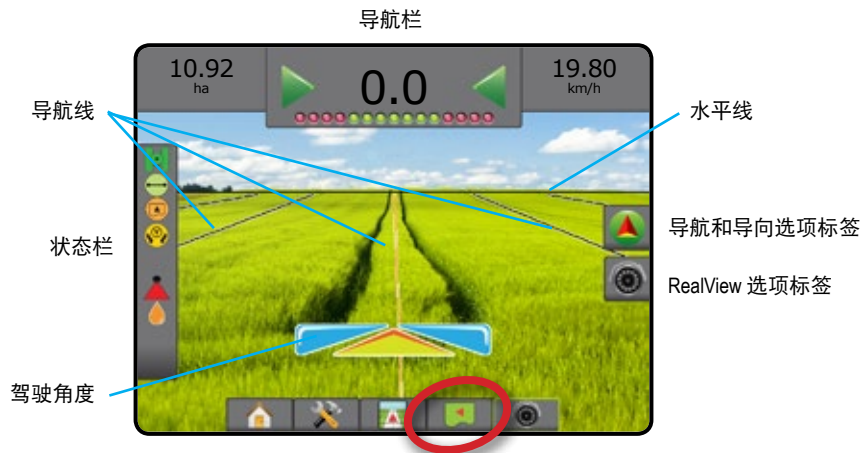 导航栏
10.92
ha
0.0
19.80
km/h
导航线
水平线
状态栏
导航和导向选项标签
RealView 选项标签
驾驶角度